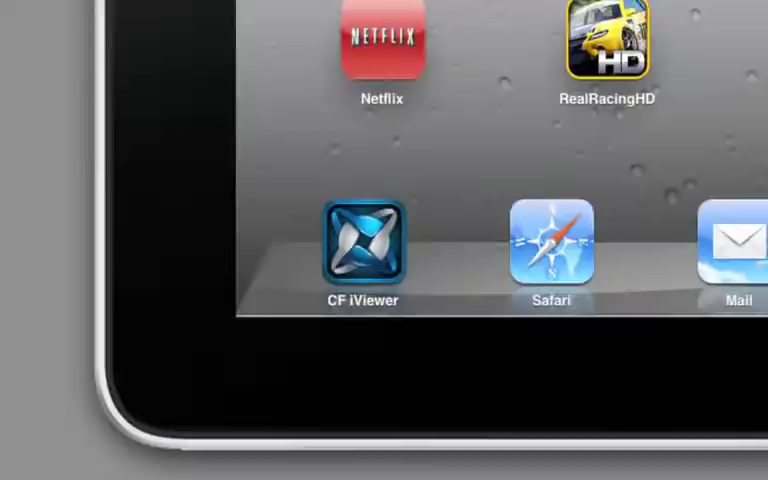 NETFLIX
HD
Netflix
RealRacingHD
N
CF iViewer
Safari
Mail